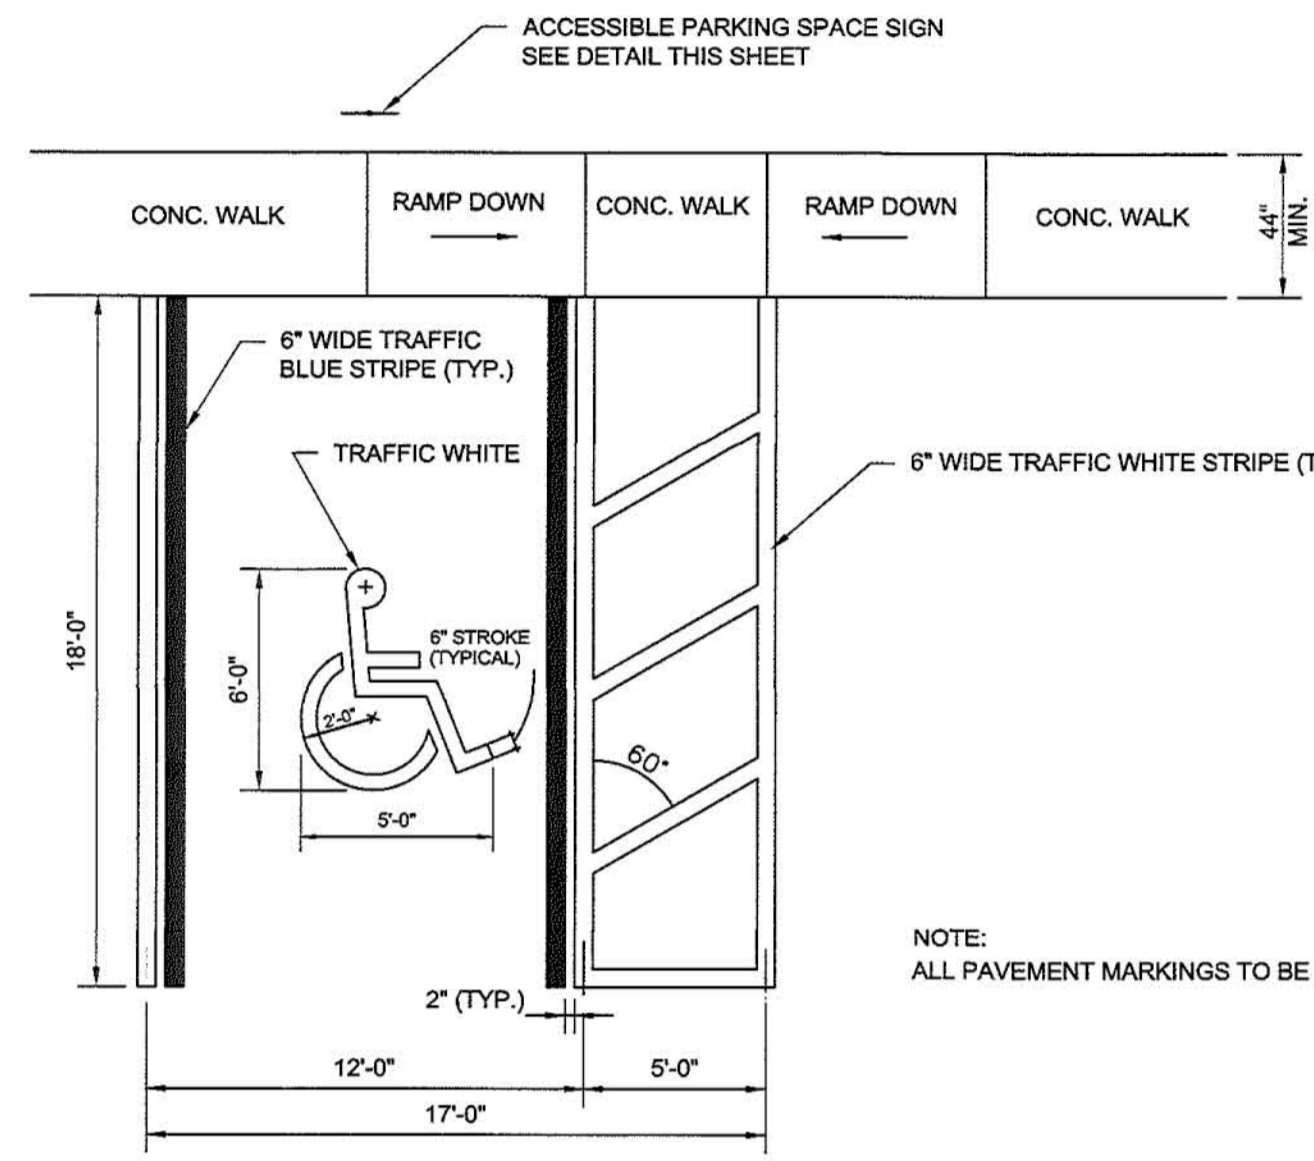 ACCESSIBLE PARKING SPACE SIGN
SEE DETAIL THIS SHEET
CONC. WALK
RAMP DOWN
CONC. WALK
RAMP DOWN
CONC. WALK
44"
MIN.
6" WIDE TRAFFIC
BLUE STRIPE (TYP.)
TRAFFIC WHITE
6" WIDE TRAFFIC WHITE STRIPE (T
18'-0"
6'-0"
6" STROKE
(TYPICAL)
2'-0"
60°
5'-0"
NOTE:
ALL PAVEMENT MARKINGS TO BE
2" (TYP.)
12'-0"
5'-0"
17'-0"